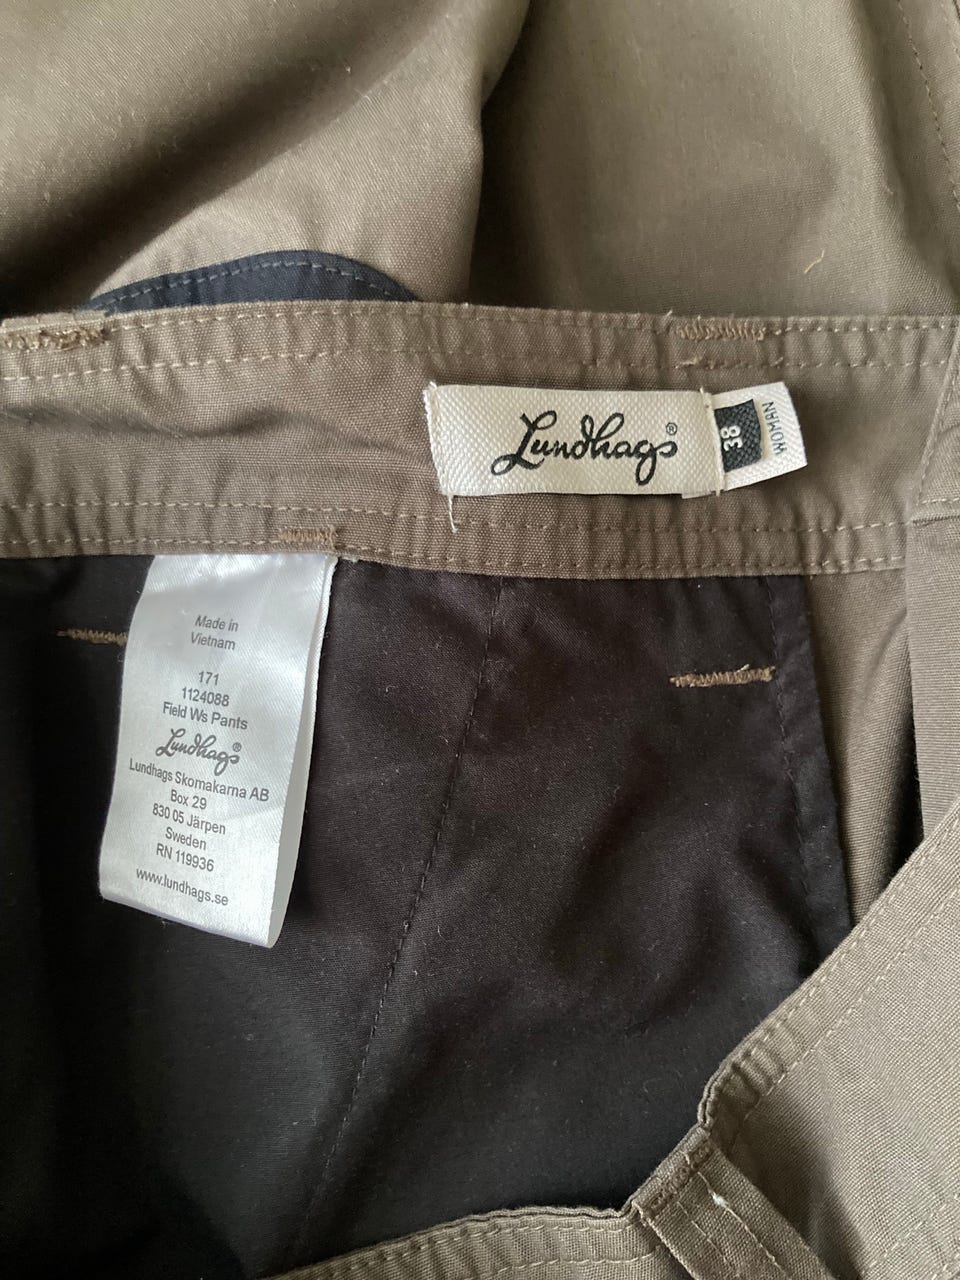 Lundhags®
38
WOMAN
Made in
Vietnam
171
1124088
Field Ws Pants
Lundhags®
Lundhags Skomakarna AB
Box 29
830 05 Järpen
Sweden
RN 119936
www.lundhags.se